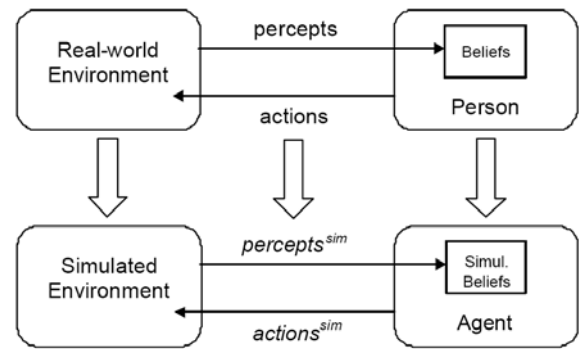 percepts
Real-world
Environment
Beliefs
Person
actions
percepts^sim
Simulated
Environment
Simul.
Beliefs
Agent
actions^sim